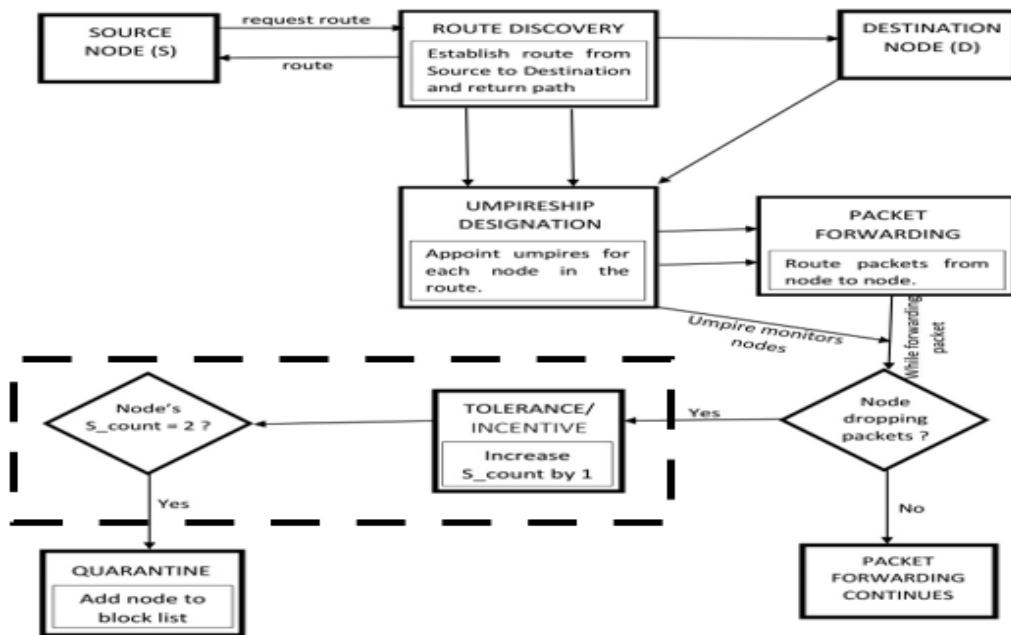 SOURCE
NODE (S)
request route
route
ROUTE DISCOVERY
Establish route from
Source to Destination
and return path
DESTINATION
NODE (D)
UMPIRESHIP
DESIGNATION
Appoint umpires for
each node in the
route.
PACKET
FORWARDING
Route packets from
node to node.
Umpire monitors
nodes
While forwarding
packet
Node's
S_count = 2 ?
TOLERANCE/
INCENTIVE
Increase
S_count by 1
Yes
Node
dropping
packets ?
Yes
No
QUARANTINE
Add node to
block list
PACKET
FORWARDING
CONTINUES